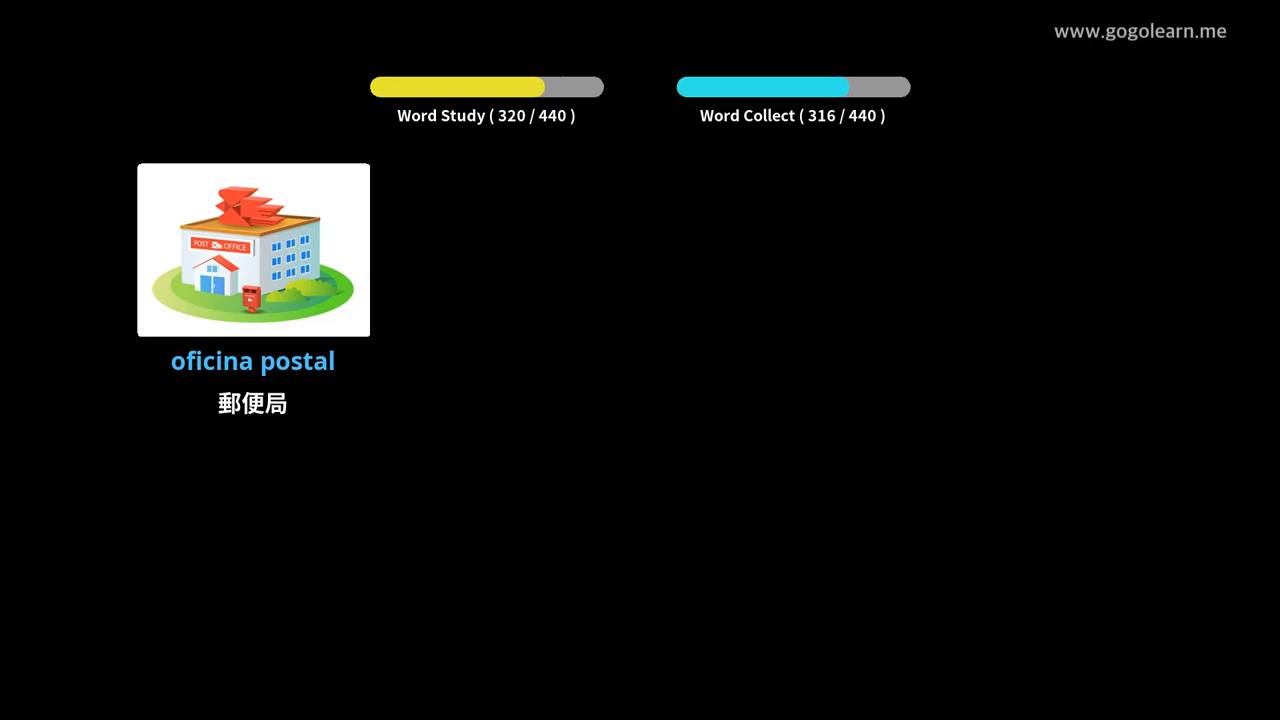 www.gogolearn.me
Word Study ( 320 / 440 )
Word Collect ( 316 / 440 )
POST OFFICE
oficina postal
郵便局